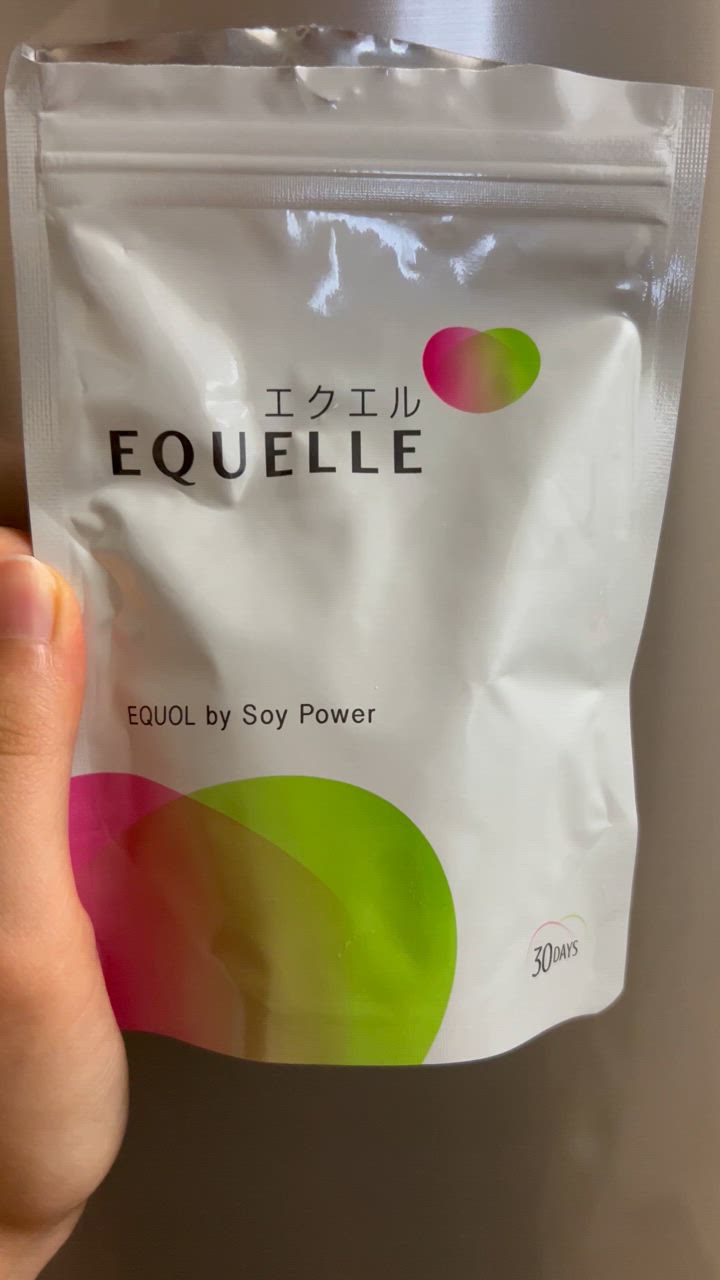 エクエル
EQUELLE
EQUOL by Soy Power
30DAYS